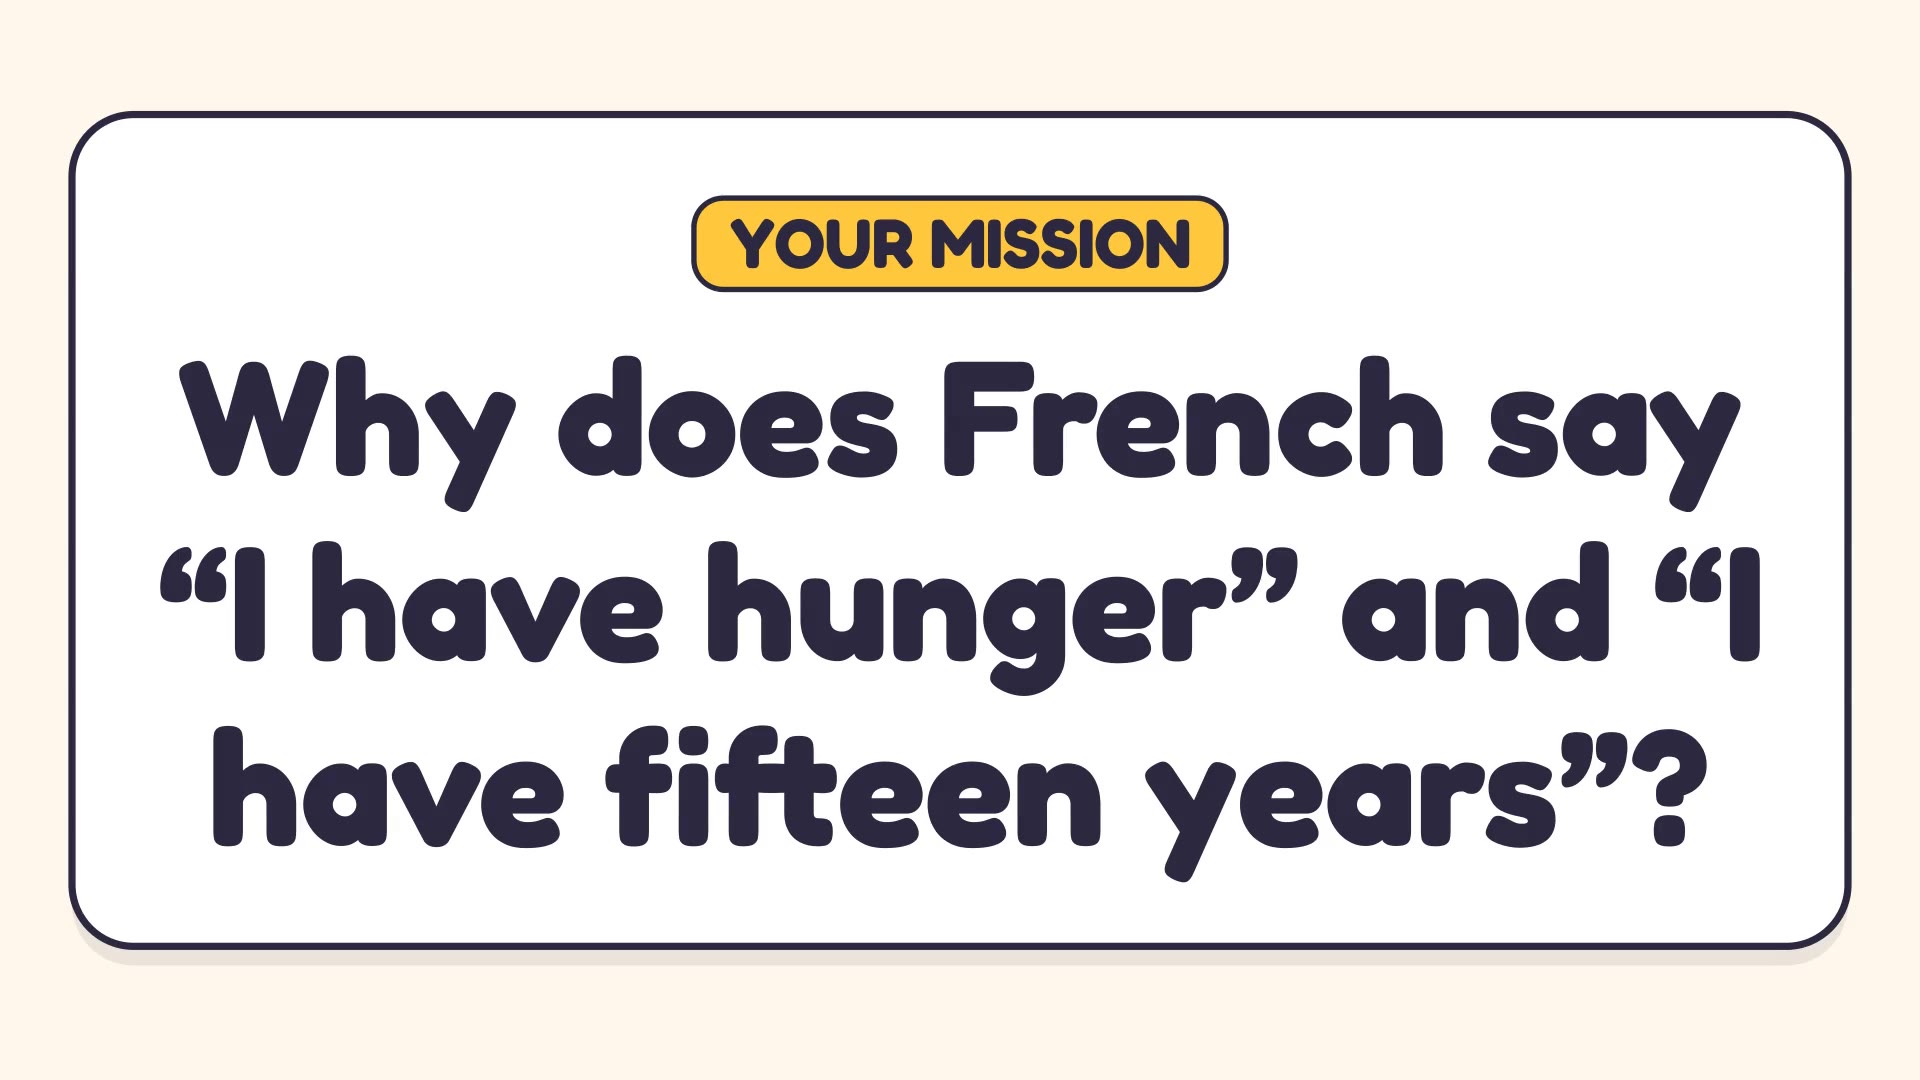 YOUR MISSION
Why does French say
“I have hunger” and “I
have fifteen years”?